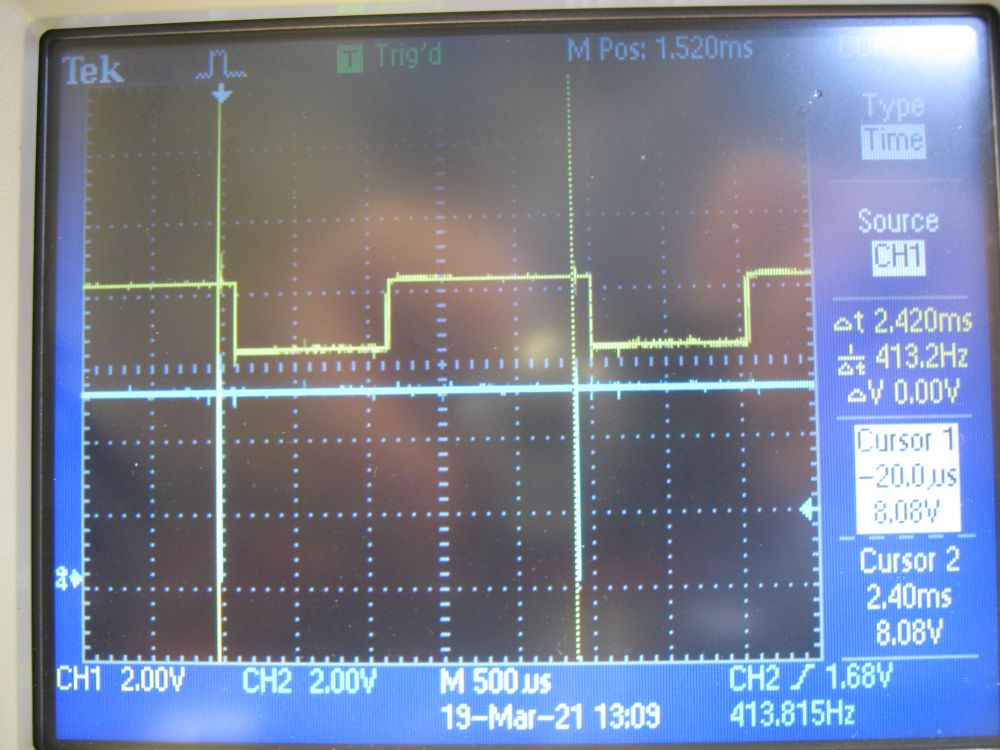 Tek T Trig'd M Pos: 1.520ms
Type
Time
Source
CH1
Δt 2.420ms
1/Δt 413.2Hz
ΔV 0.00V
Cursor 1
-20.0µs
8.08V
Cursor 2
2.40ms
8.08V
CH1 2.00V CH2 2.00V M 500µs CH2 / 1.68V
19-Mar-21 13:09 413.815Hz